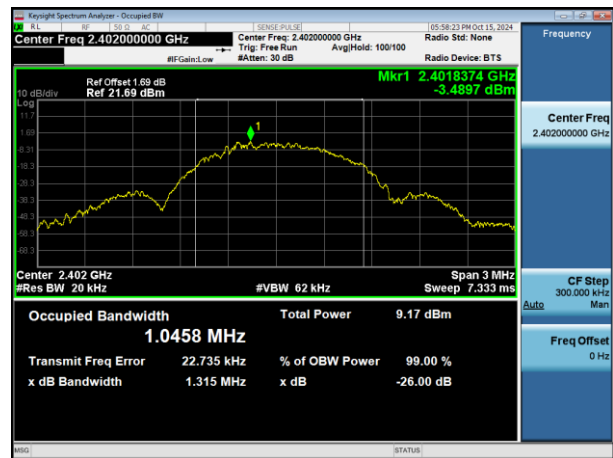 Keysight Spectrum Analyzer - Occupied BW
RL RF 50 Ω AC SENSE:PULSE 05:58:23 PM Oct 15, 2024
Center Freq 2.402000000 GHz Center Freq: 2.402000000 GHz Radio Std: None Frequency
Trig: Free Run Avg|Hold: 100/100
#IFGain:Low #Atten: 30 dB Radio Device: BTS
Ref Offset 1.69 dB Mkr1 2.4018374 GHz
10 dB/div Ref 21.69 dBm -3.4897 dBm
Log
11.7
1.69
-8.31
-18.3
-28.3
-38.3
-48.3
-58.3
-68.3
1
Center Freq
2.402000000 GHz
Center 2.402 GHz Span 3 MHz
#Res BW 20 kHz #VBW 62 kHz Sweep 7.333 ms
CF Step
300.000 kHz
Auto Man
Occupied Bandwidth Total Power 9.17 dBm
1.0458 MHz
Transmit Freq Error 22.735 kHz % of OBW Power 99.00 %
x dB Bandwidth 1.315 MHz x dB -26.00 dB
Freq Offset
0 Hz
MSG STATUS